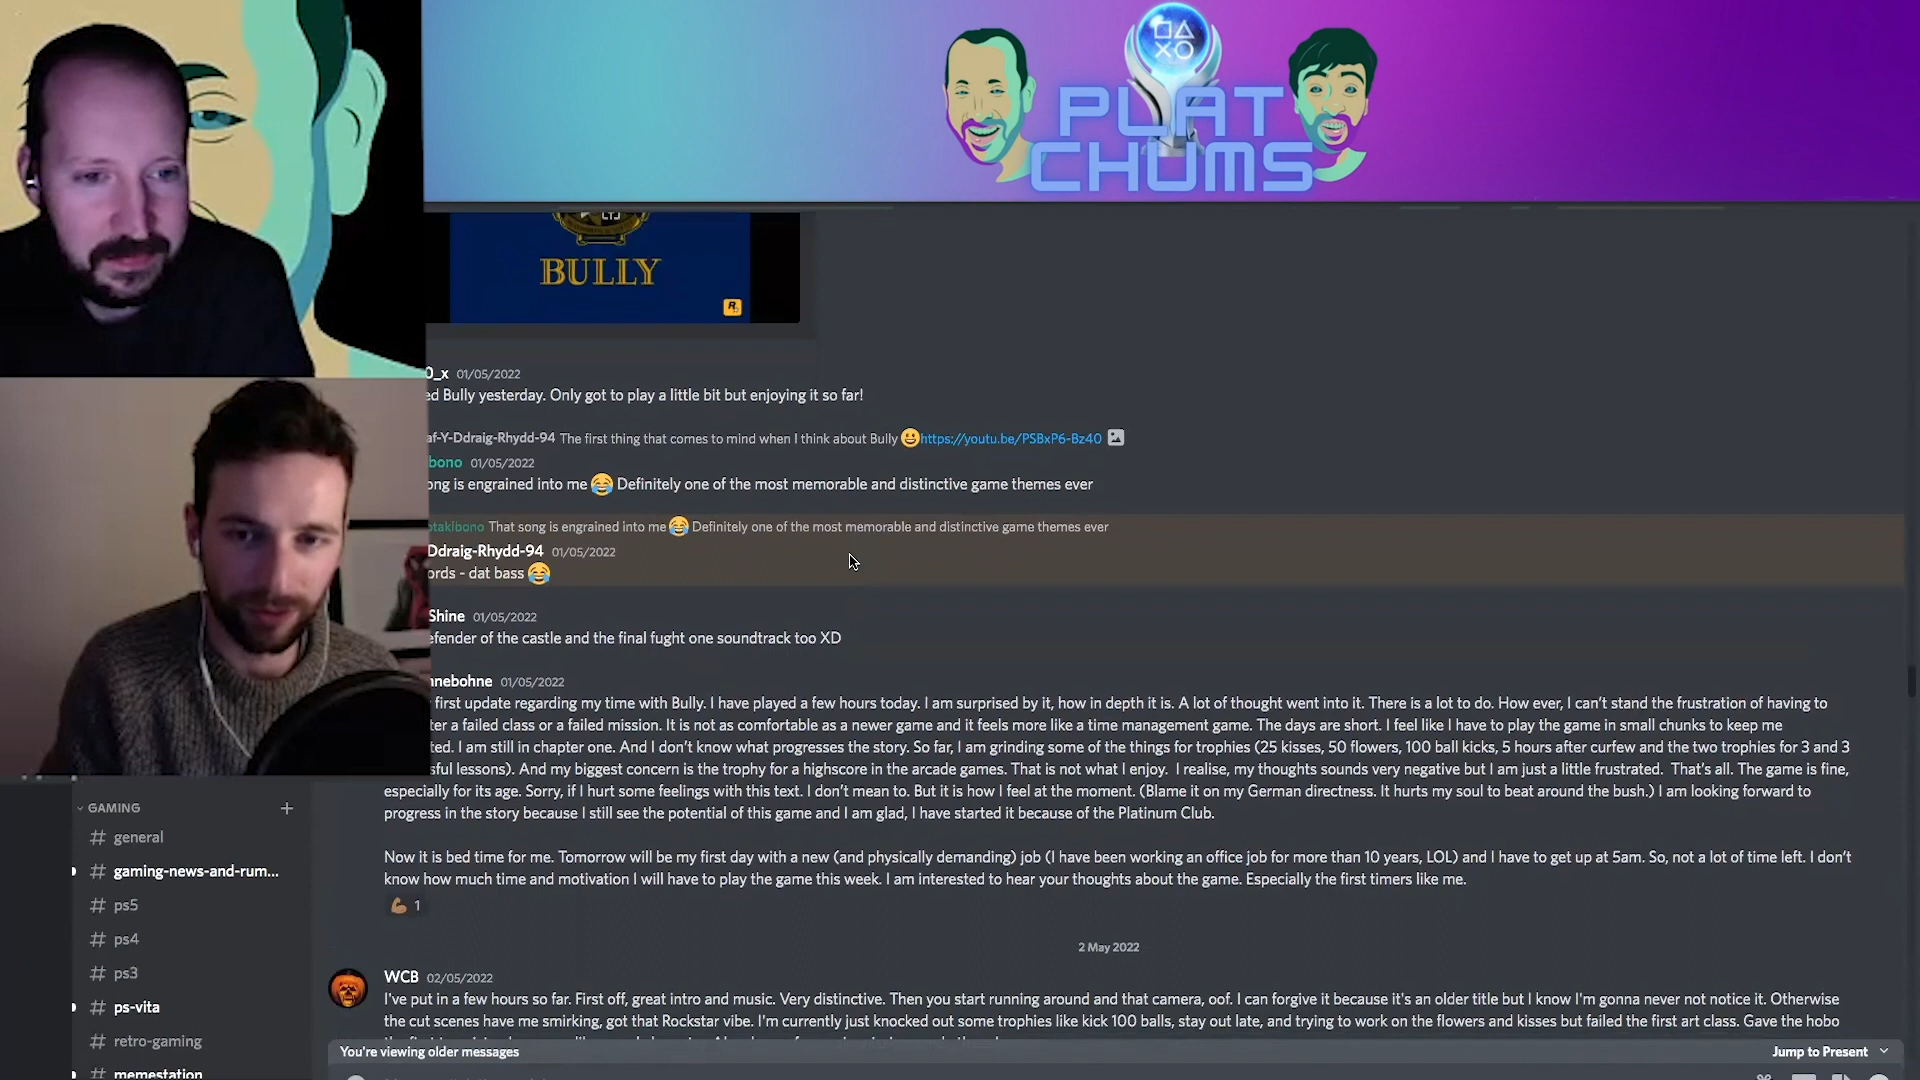 PLAT
CHUMS
BULLY
R
0_x 01/05/2022
ed Bully yesterday. Only got to play a little bit but enjoying it so far!
af-Y-Ddraig-Rhydd-94 The first thing that comes to mind when I think about Bully 😀https://youtu.be/PSBxP6-Bz40
bono 01/05/2022
ong is engrained into me 😂 Definitely one of the most memorable and distinctive game themes ever
otakibono That song is engrained into me 😂 Definitely one of the most memorable and distinctive game themes ever
Ddraig-Rhydd-94 01/05/2022
ords - dat bass 😂
Shine 01/05/2022
efender of the castle and the final fught one soundtrack too XD
nnebohne 01/05/2022
first update regarding my time with Bully. I have played a few hours today. I am surprised by it, how in depth it is. A lot of thought went into it. There is a lot to do. How ever, I can't stand the frustration of having to
ter a failed class or a failed mission. It is not as comfortable as a newer game and it feels more like a time management game. The days are short. I feel like I have to play the game in small chunks to keep me
ted. I am still in chapter one. And I don't know what progresses the story. So far, I am grinding some of the things for trophies (25 kisses, 50 flowers, 100 ball kicks, 5 hours after curfew and the two trophies for 3 and 3
sful lessons). And my biggest concern is the trophy for a highscore in the arcade games. That is not what I enjoy. I realise, my thoughts sounds very negative but I am just a little frustrated. That's all. The game is fine,
especially for its age. Sorry, if I hurt some feelings with this text. I don't mean to. But it is how I feel at the moment. (Blame it on my German directness. It hurts my soul to beat around the bush.) I am looking forward to
progress in the story because I still see the potential of this game and I am glad, I have started it because of the Platinum Club.
Now it is bed time for me. Tomorrow will be my first day with a new (and physically demanding) job (I have been working an office job for more than 10 years, LOL) and I have to get up at 5am. So, not a lot of time left. I don't
know how much time and motivation I will have to play the game this week. I am interested to hear your thoughts about the game. Especially the first timers like me.
💪🏽 1
2 May 2022
WCB 02/05/2022
I've put in a few hours so far. First off, great intro and music. Very distinctive. Then you start running around and that camera, oof. I can forgive it because it's an older title but I know I'm gonna never not notice it. Otherwise
the cut scenes have me smirking, got that Rockstar vibe. I'm currently just knocked out some trophies like kick 100 balls, stay out late, and trying to work on the flowers and kisses but failed the first art class. Gave the hobo
You're viewing older messages
Jump to Present
GAMING +
# general
# gaming-news-and-rum...
# ps5
# ps4
# ps3
# ps-vita
# retro-gaming
# memestation